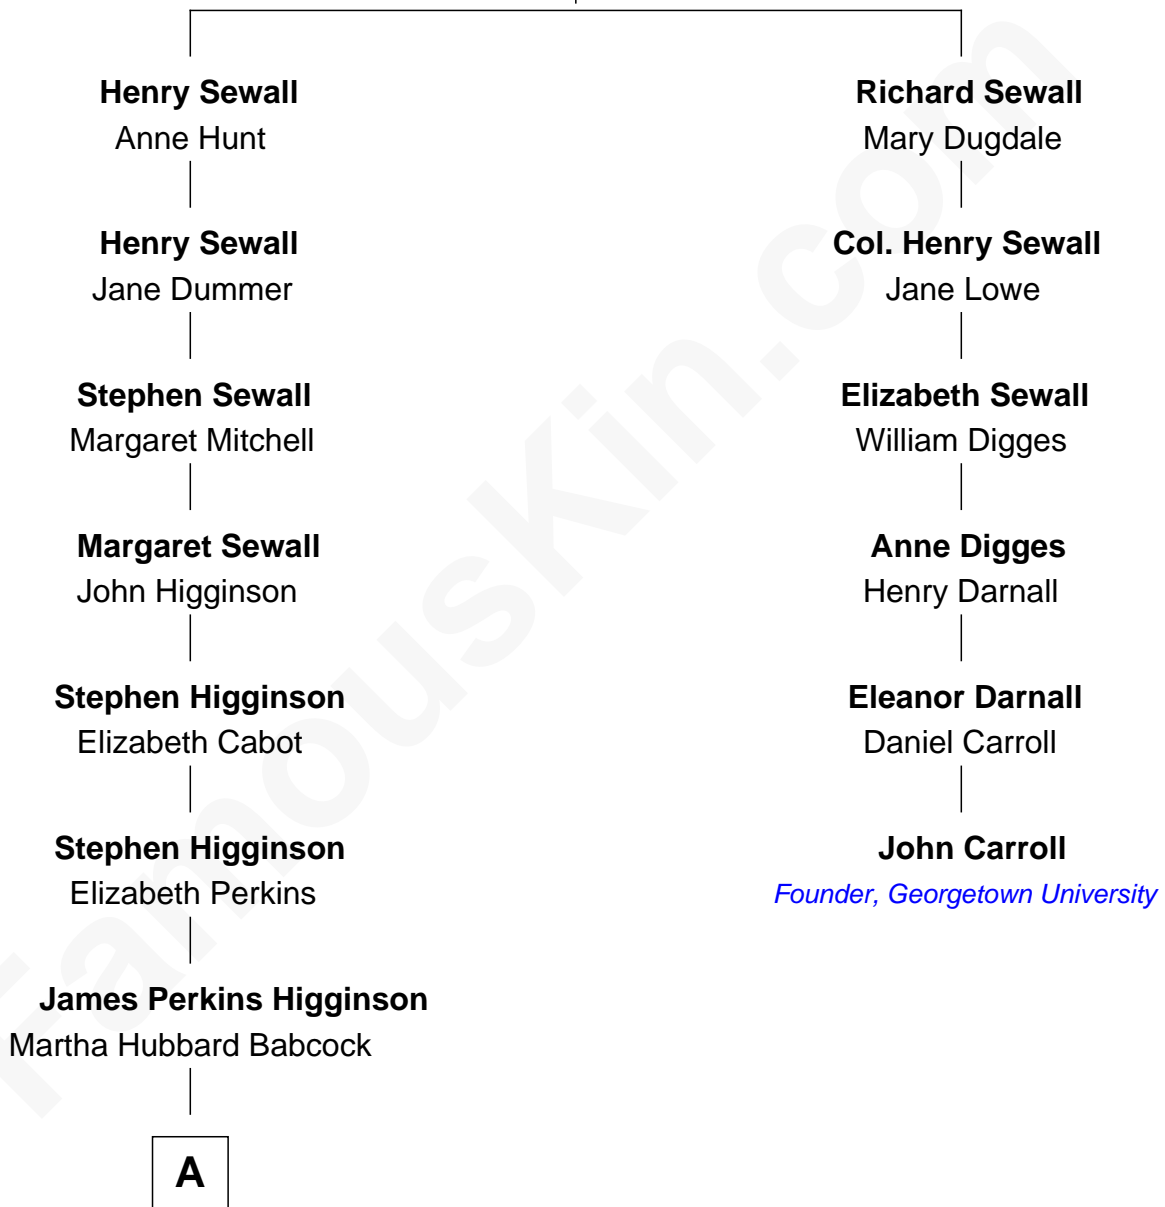 Henry Sewall
Anne Hunt
Henry Sewall
Jane Dummer
Stephen Sewall
Margaret Mitchell
Margaret Sewall
John Higginson
Stephen Higginson
Elizabeth Cabot
Stephen Higginson
Elizabeth Perkins
James Perkins Higginson
Martha Hubbard Babcock
A
Richard Sewall
Mary Dugdale
Col. Henry Sewall
Jane Lowe
Elizabeth Sewall
William Digges
Anne Digges
Henry Darnall
Eleanor Darnall
Daniel Carroll
John Carroll
Founder, Georgetown University
FamousKin.com